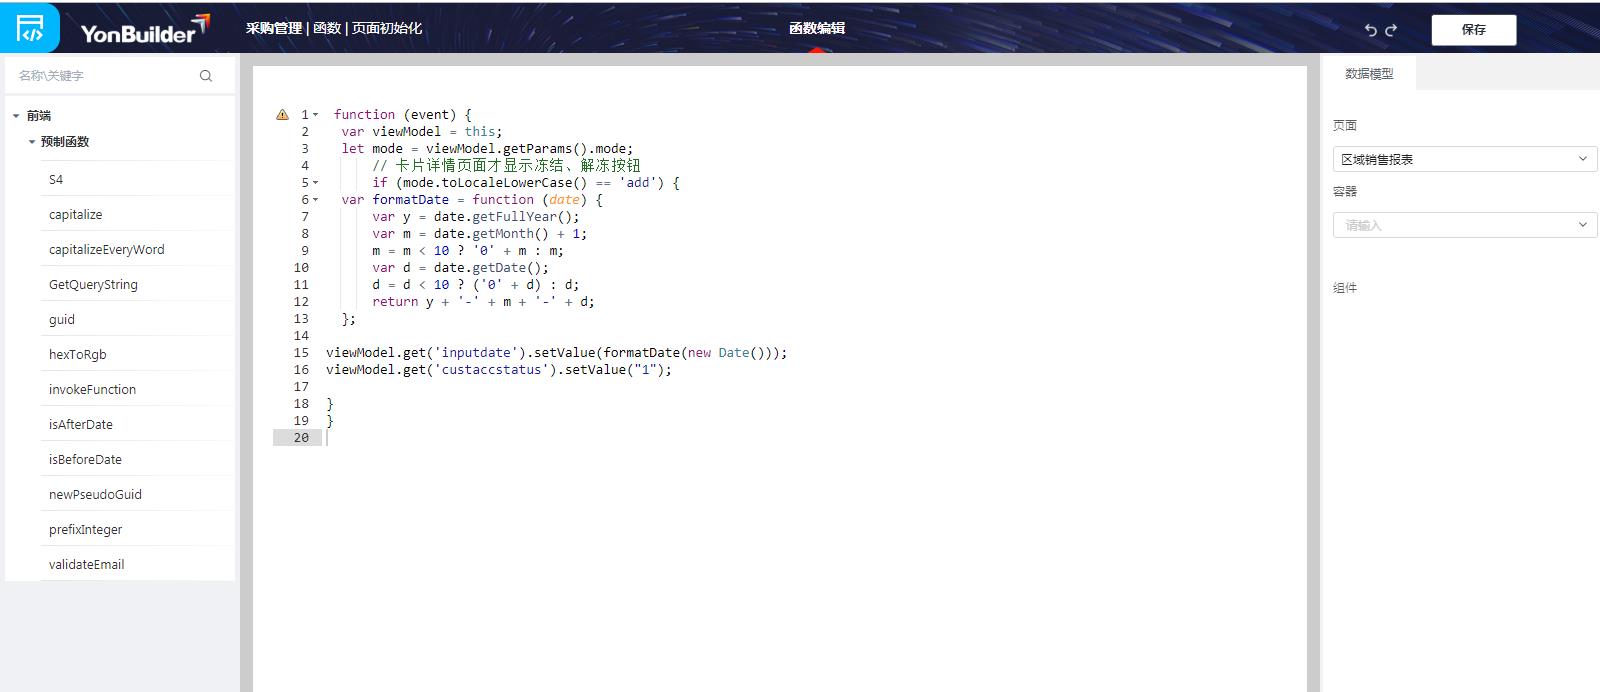 YonBuilder 采购管理 | 函数 | 页面初始化 函数编辑 保存
名称\关键字
前端
预制函数
S4
capitalize
capitalizeEveryWord
GetQueryString
guid
hexToRgb
invokeFunction
isAfterDate
isBeforeDate
newPseudoGuid
prefixInteger
validateEmail
1 function (event) {
2 var viewModel = this;
3 let mode = viewModel.getParams().mode;
4 // 卡片详情页面才显示冻结、解冻按钮
5 if (mode.toLocaleLowerCase() == 'add') {
6 var formatDate = function (date) {
7 var y = date.getFullYear();
8 var m = date.getMonth() + 1;
9 m = m < 10 ? '0' + m : m;
10 var d = date.getDate();
11 d = d < 10 ? ('0' + d) : d;
12 return y + '-' + m + '-' + d;
13 };
14
15 viewModel.get('inputdate').setValue(formatDate(new Date()));
16 viewModel.get('custaccstatus').setValue("1");
17
18 }
19 }
20
数据模型
页面
区域销售报表
容器
请输入
组件